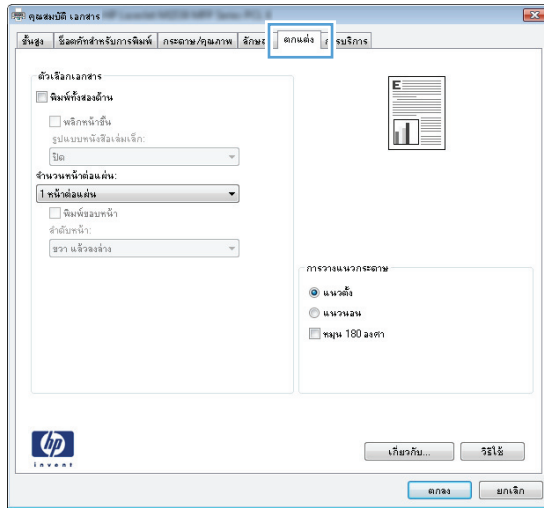 คุณสมบัติ เอกสาร
ขั้นสูง ช็อตคัทสำหรับการพิมพ์ กระดาษ/คุณภาพ ตกแต่ง
ตัวเลือกเอกสาร
พิมพ์ทั้งสองด้าน
พลิกหน้าขึ้น
รูปแบบหนังสือเล่มเล็ก:
ปิด
จำนวนหน้าต่อแผ่น:
1 หน้าต่อแผ่น
พิมพ์ขอบหน้า
ลำดับหน้า:
ขวา แล้วลงล่าง
E
การวางแนวกระดาษ
แนวตั้ง
แนวนอน
หมุน 180 องศา
hp
invent
เกี่ยวกับ... วิธีใช้
ตกลง ยกเลิก